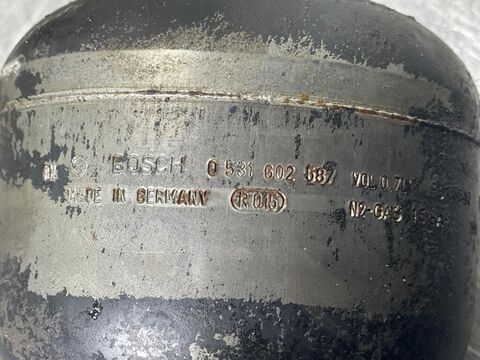 BOSCH 0 531 602 587 VOL 0.7L
MADE IN GERMANY R 015 N2-GAS